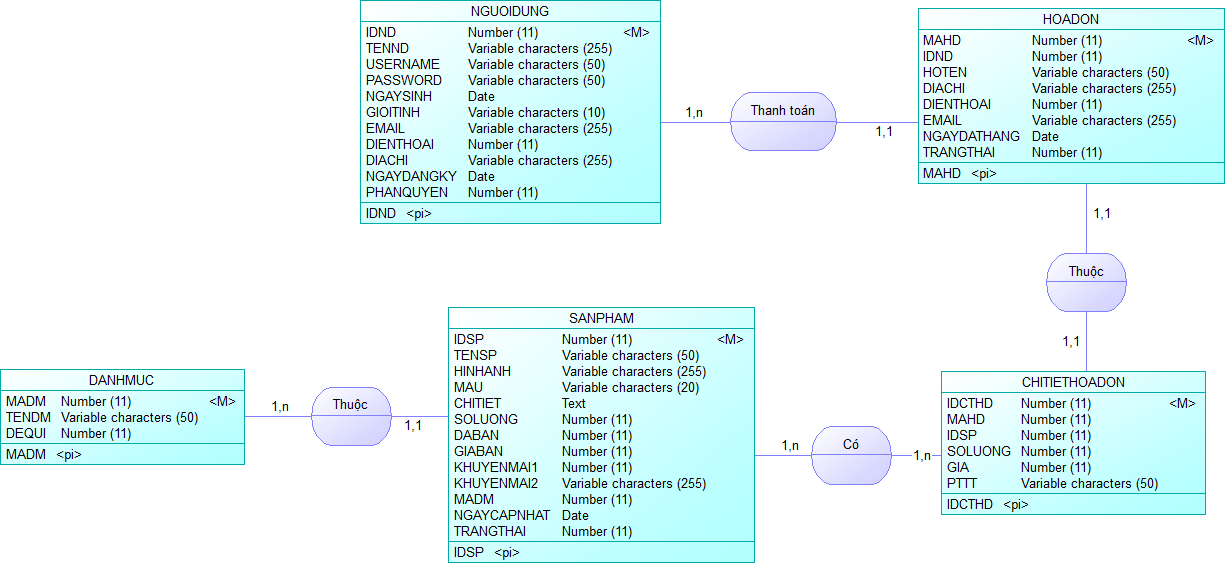 NGUOIDUNG
IDND Number (11) <M>
TENND Variable characters (255)
USERNAME Variable characters (50)
PASSWORD Variable characters (50)
NGAYSINH Date
GIOITINH Variable characters (10)
EMAIL Variable characters (255)
DIENTHOAI Number (11)
DIACHI Variable characters (255)
NGAYDANGKY Date
PHANQUYEN Number (11)
IDND <pi>
1,n
Thanh toán
1,1
HOADON
MAHD Number (11) <M>
IDND Number (11)
HOTEN Variable characters (50)
DIACHI Variable characters (255)
DIENTHOAI Number (11)
EMAIL Variable characters (255)
NGAYDATHANG Date
TRANGTHAI Number (11)
MAHD <pi>
1,1
Thuộc
1,1
DANHMUC
MADM Number (11) <M>
TENDM Variable characters (50)
DEQUI Number (11)
MADM <pi>
1,n
Thuộc
1,1
SANPHAM
IDSP Number (11) <M>
TENSP Variable characters (50)
HINHANH Variable characters (255)
MAU Variable characters (20)
CHITIET Text
SOLUONG Number (11)
DABAN Number (11)
GIABAN Number (11)
KHUYENMAI1 Number (11)
KHUYENMAI2 Variable characters (255)
MADM Number (11)
NGAYCAPNHAT Date
TRANGTHAI Number (11)
IDSP <pi>
1,n
Có
1,n
CHITIETHOADON
IDCTHD Number (11) <M>
MAHD Number (11)
IDSP Number (11)
SOLUONG Number (11)
GIA Number (11)
PTTT Variable characters (50)
IDCTHD <pi>